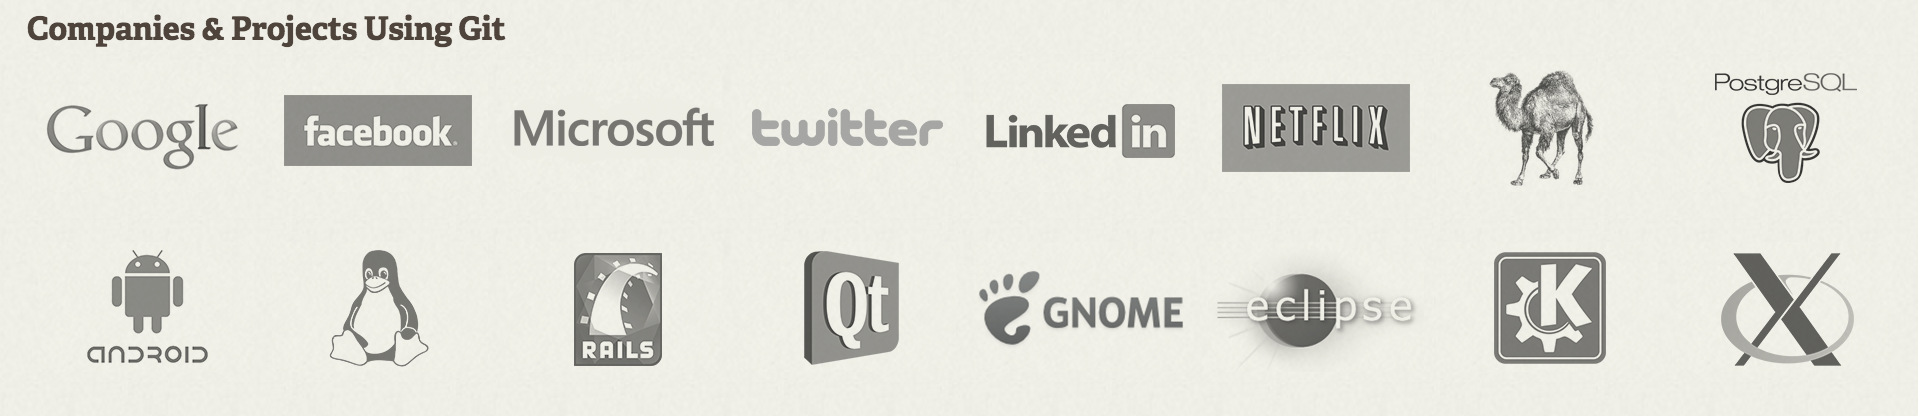 Companies & Projects Using Git
Google
facebook
Microsoft
twitter
Linked in
NETFLIX
PostgreSQL
ANDROID
RAILS
Qt
GNOME
eclipse
K
X